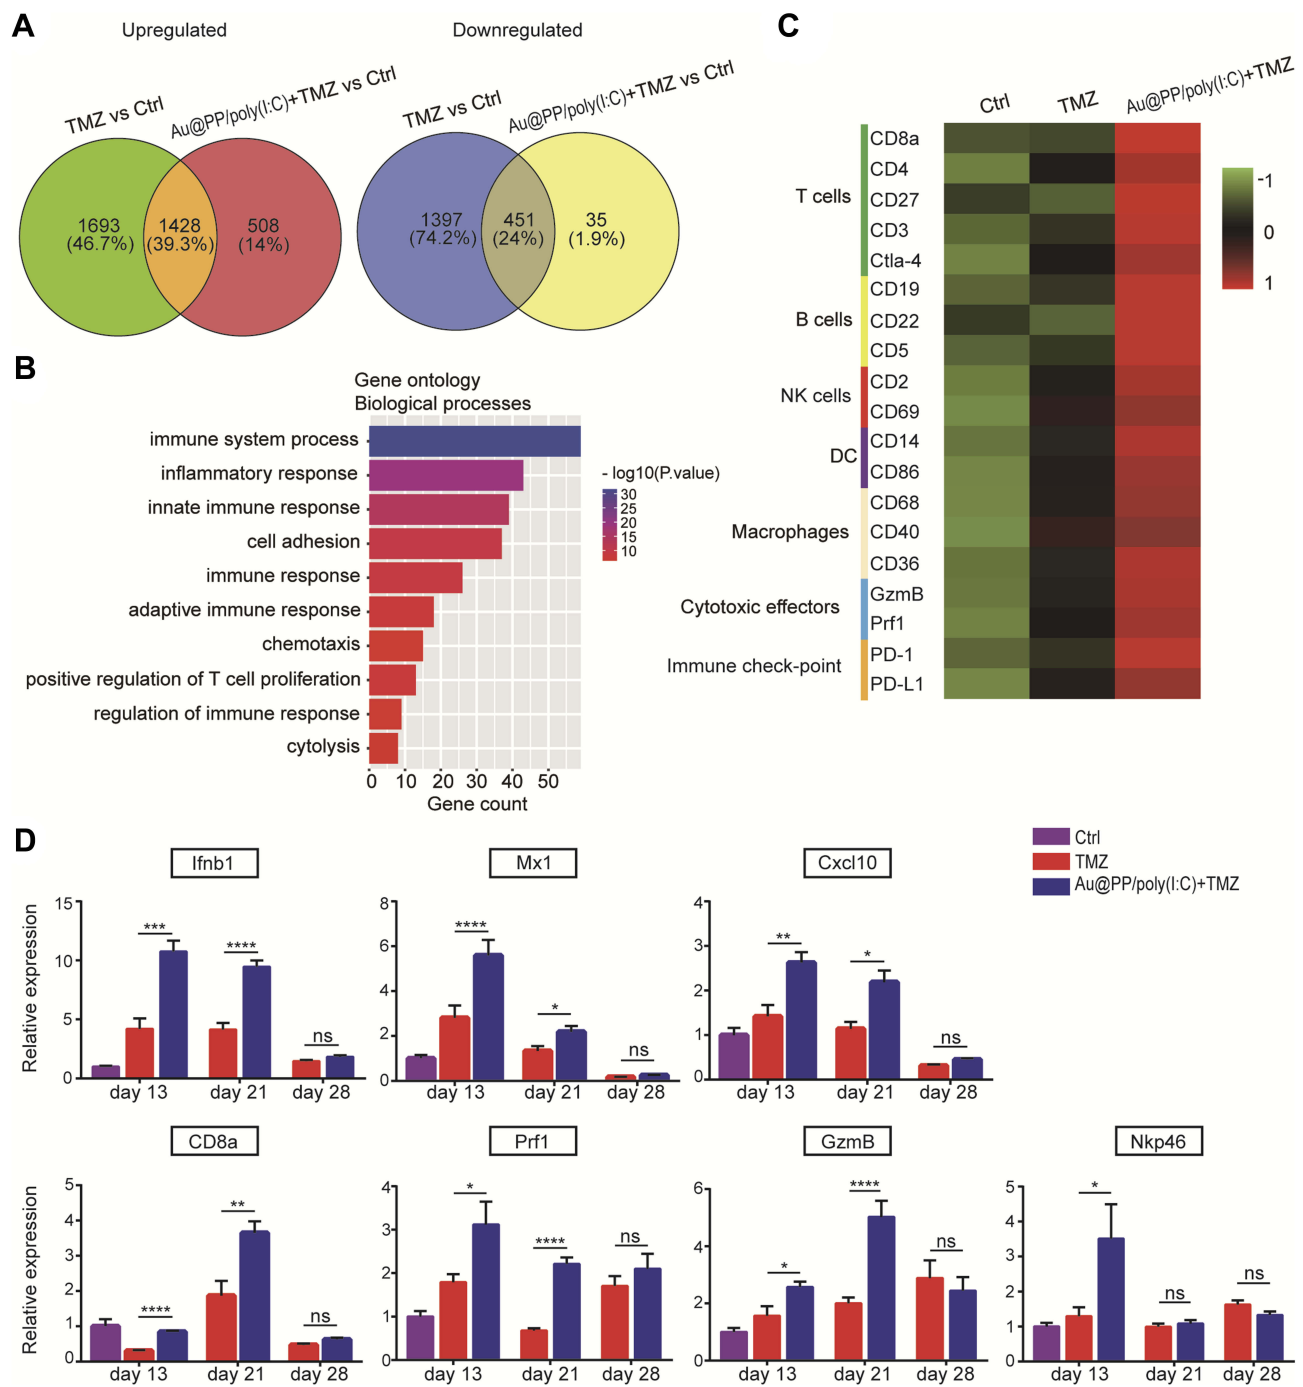 A
Upregulated
Downregulated
TMZ vs Ctrl
Au@PP/poly(I:C)+TMZ vs Ctrl
TMZ vs Ctrl
Au@PP/poly(I:C)+TMZ vs Ctrl
1693
(46.7%)
1428
(39.3%)
508
(14%)
1397
(74.2%)
451
(24%)
35
(1.9%)
B
Gene ontology
Biological processes
immune system process
inflammatory response
innate immune response
cell adhesion
immune response
adaptive immune response
chemotaxis
positive regulation of T cell proliferation
regulation of immune response
cytolysis
0 10 20 30 40 50
Gene count
- log10(P.value)
30
25
20
15
10
C
Ctrl
TMZ
Au@PP/poly(I:C)+TMZ
T cells
B cells
NK cells
DC
Macrophages
Cytotoxic effectors
Immune check-point
CD8a
CD4
CD27
CD3
Ctla-4
CD19
CD22
CD5
CD2
CD69
CD14
CD86
CD68
CD40
CD36
GzmB
Prf1
PD-1
PD-L1
-1
0
1
D
Ctrl
TMZ
Au@PP/poly(I:C)+TMZ
Ifnb1
Relative expression
15
10
5
0
***
****
ns
day 13 day 21 day 28
Mx1
8
6
4
2
0
****
*
ns
day 13 day 21 day 28
Cxcl10
4
3
2
1
0
**
*
ns
day 13 day 21 day 28
CD8a
Relative expression
5
4
3
2
1
0
****
**
ns
day 13 day 21 day 28
Prf1
4
3
2
1
0
*
****
ns
day 13 day 21 day 28
GzmB
6
4
2
0
*
****
ns
day 13 day 21 day 28
Nkp46
5
4
3
2
1
0
*
ns
ns
day 13 day 21 day 28